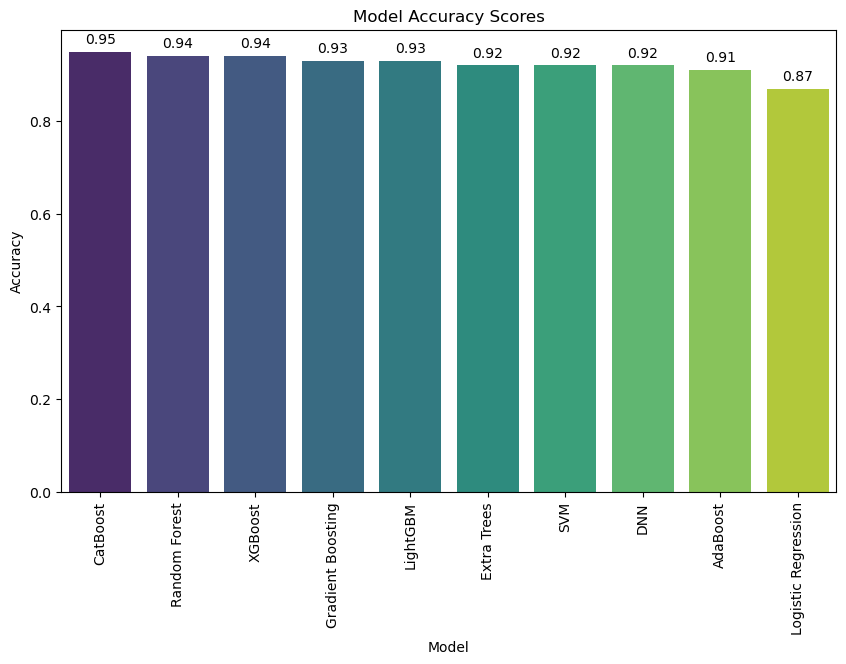 Model Accuracy Scores
0.95
0.94
0.94
0.93
0.93
0.92
0.92
0.92
0.91
0.87
Accuracy
0.8
0.6
0.4
0.2
0.0
CatBoost
Random Forest
XGBoost
Gradient Boosting
LightGBM
Extra Trees
SVM
DNN
AdaBoost
Logistic Regression
Model